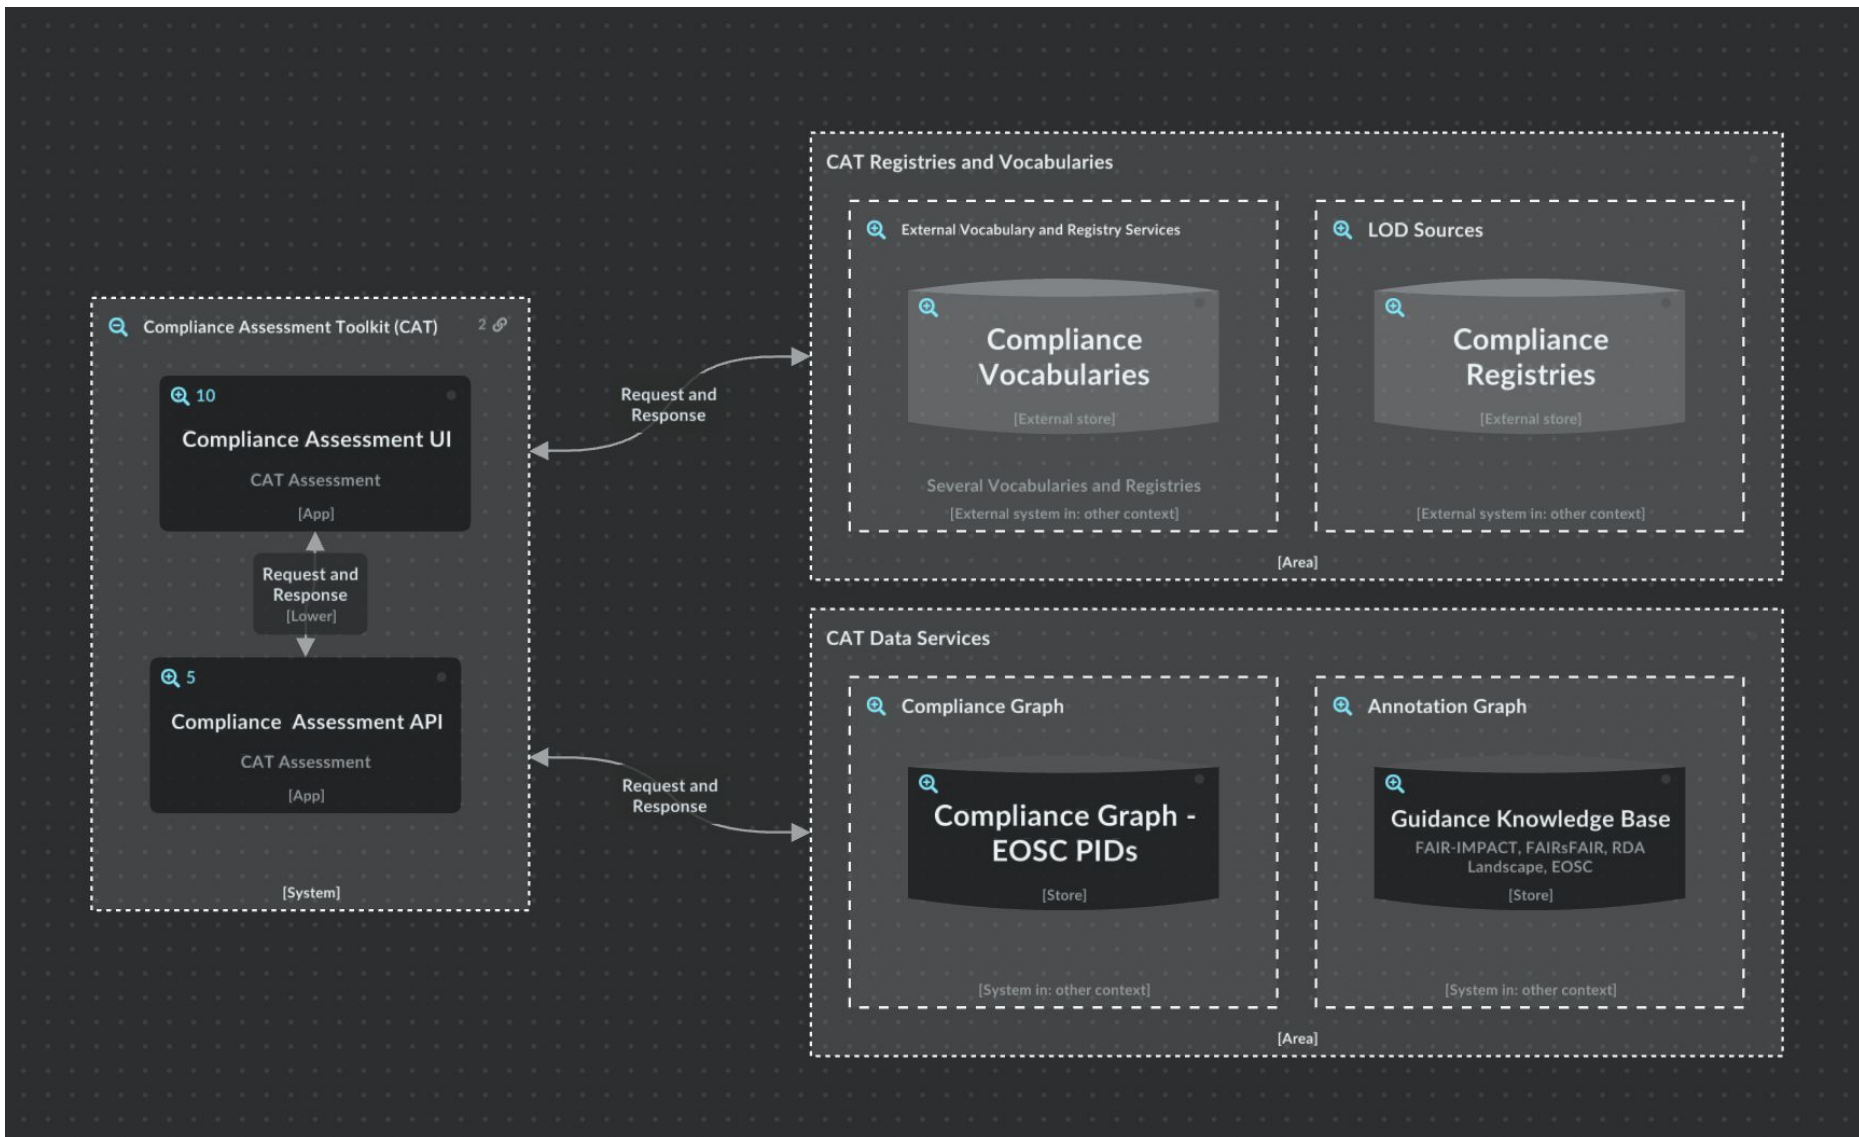 Compliance Assessment Toolkit (CAT)
2
10
Compliance Assessment UI
CAT Assessment
[App]
Request and
Response
[Lower]
5
Compliance  Assessment API
CAT Assessment
[App]
[System]
Request and
Response
Request and
Response
CAT Registries and Vocabularies
External Vocabulary and Registry Services
Compliance
Vocabularies
[External store]
Several Vocabularies and Registries
[External system in: other context]
LOD Sources
Compliance
Registries
[External store]
[External system in: other context]
[Area]
CAT Data Services
Compliance Graph
Compliance Graph -
EOSC PIDs
[Store]
[System in: other context]
Annotation Graph
Guidance Knowledge Base
FAIR-IMPACT, FAIRsFAIR, RDA
Landscape, EOSC
[Store]
[System in: other context]
[Area]